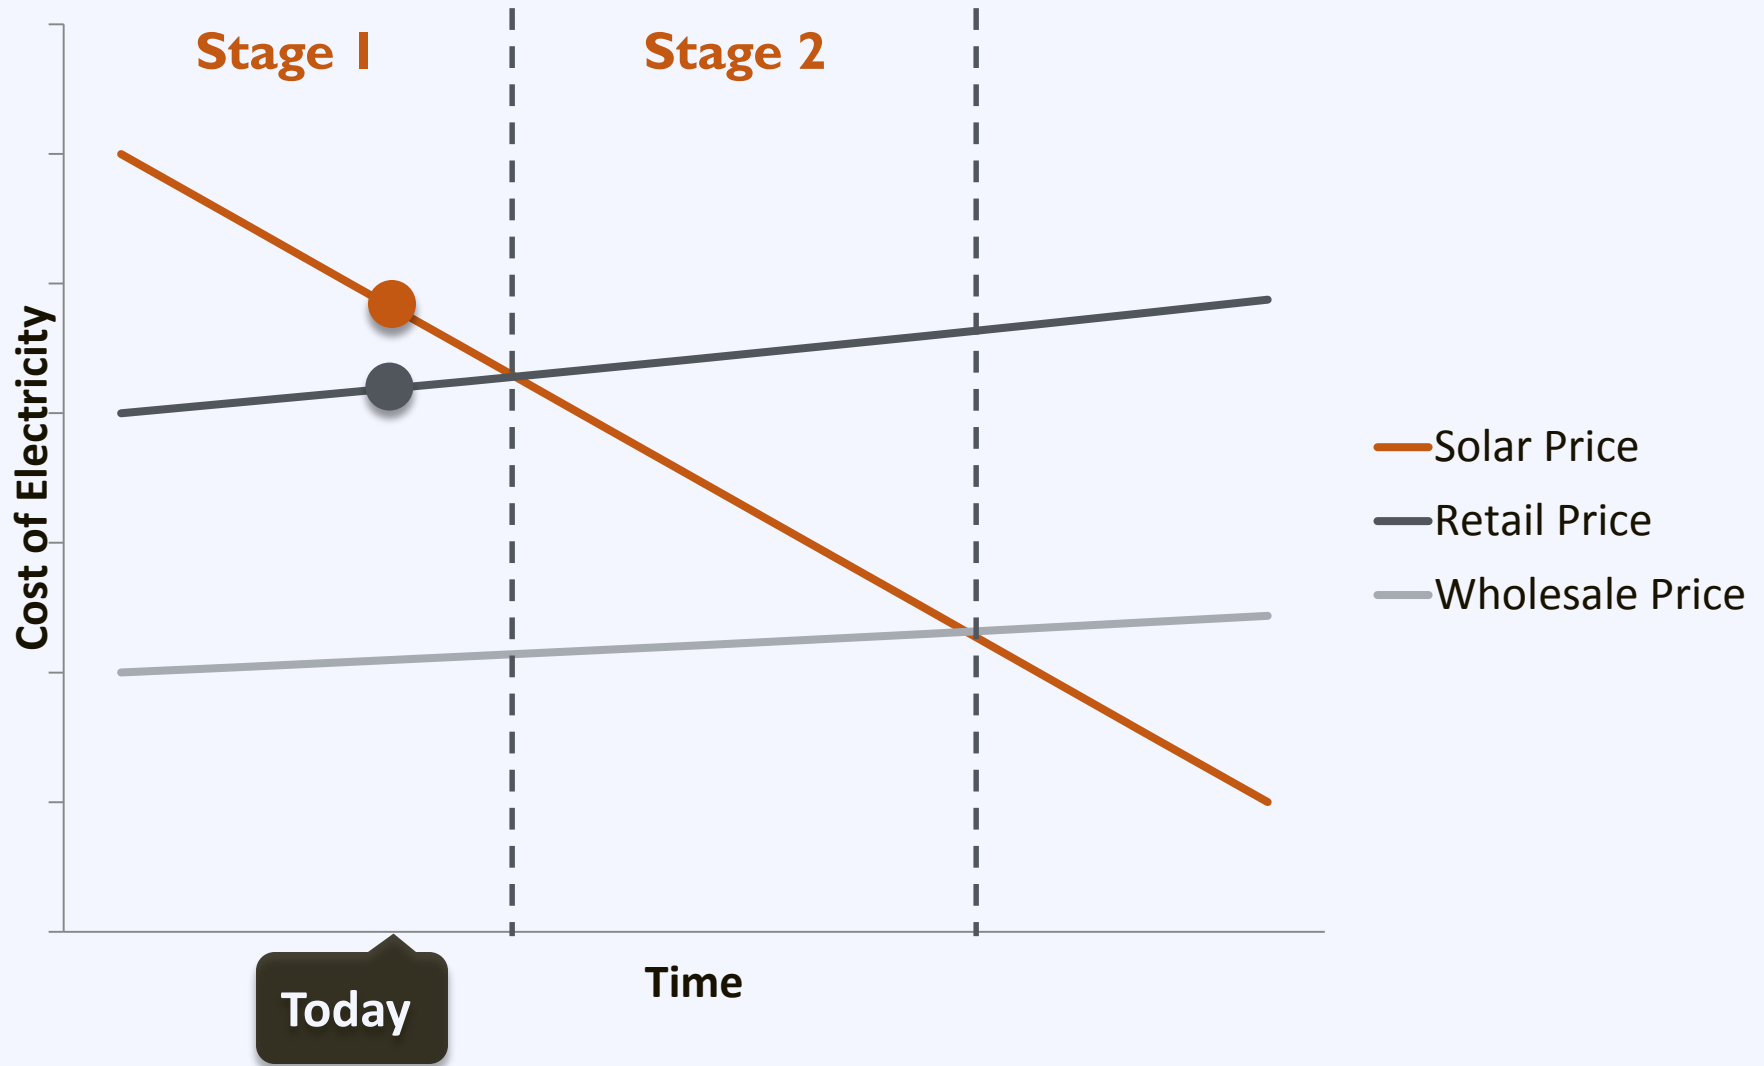 Stage 1
Stage 2
Cost of Electricity
Solar Price
Retail Price
Wholesale Price
Time
Today